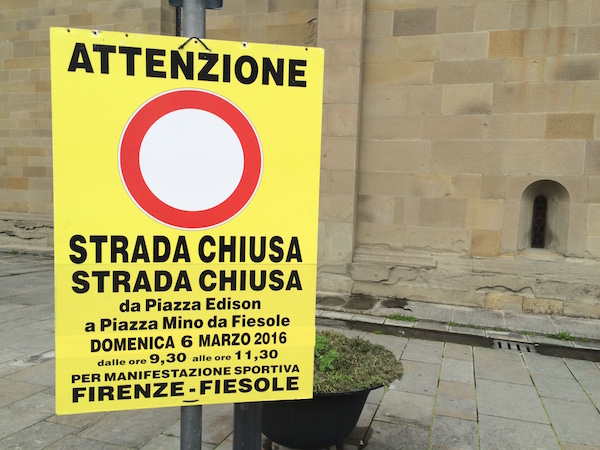 ATTENZIONE
STRADA CHIUSA
STRADA CHIUSA
da Piazza Edison
a Piazza Mino da Fiesole
DOMENICA 6 MARZO 2016
dalle ore 9,30 alle ore 11,30
PER MANIFESTAZIONE SPORTIVA
FIRENZE - FIESOLE